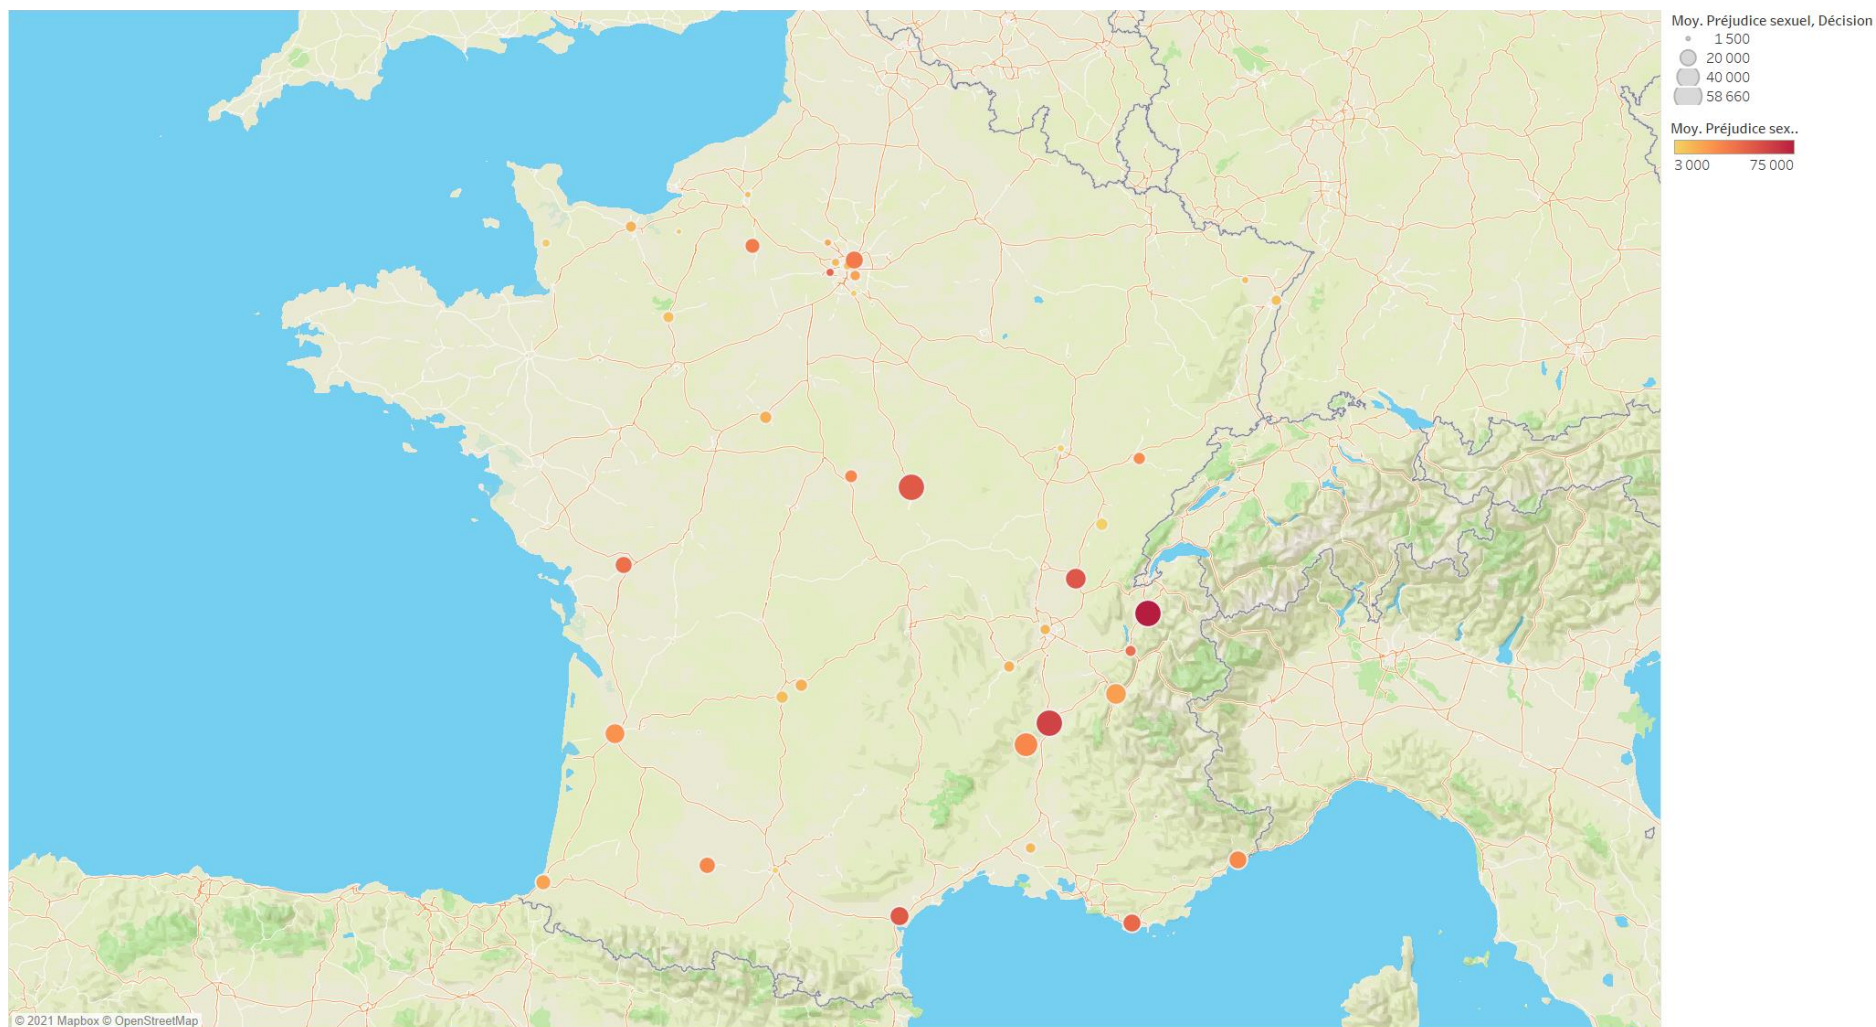 Moy. Préjudice sexuel, Décision
1 500
20 000
40 000
58 660
Moy. Préjudice sex..
3 000 75 000
© 2021 Mapbox © OpenStreetMap